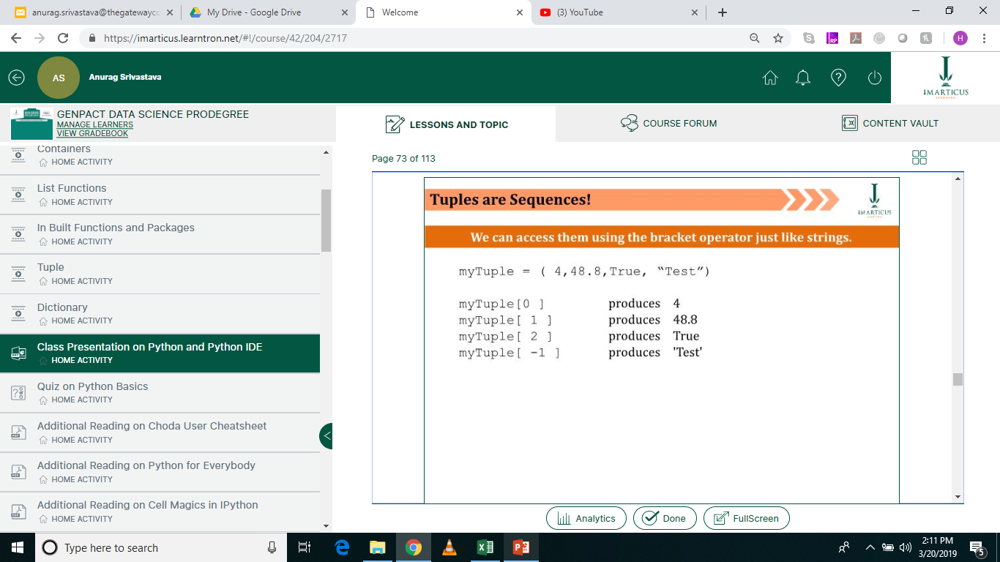 anurag.srivastava@thegatewayco
My Drive - Google Drive
Welcome
(3) YouTube
https://imarticus.learntron.net/#!/course/42/204/2717
H
AS
Anurag Srivastava
IMARTICUS
LEARNING
GENPACT DATA SCIENCE PRODEGREE
MANAGE LEARNERS
VIEW GRADEBOOK
LESSONS AND TOPIC
COURSE FORUM
CONTENT VAULT
Containers
HOME ACTIVITY
List Functions
HOME ACTIVITY
In Built Functions and Packages
HOME ACTIVITY
Tuple
HOME ACTIVITY
Dictionary
HOME ACTIVITY
Class Presentation on Python and Python IDE
HOME ACTIVITY
Quiz on Python Basics
HOME ACTIVITY
Additional Reading on Choda User Cheatsheet
HOME ACTIVITY
Additional Reading on Python for Everybody
HOME ACTIVITY
Additional Reading on Cell Magics in IPython
HOME ACTIVITY
Page 73 of 113
Tuples are Sequences!
IMARTICUS
We can access them using the bracket operator just like strings.
myTuple = ( 4,48.8,True, “Test”)
myTuple[0 ] produces 4
myTuple[ 1 ] produces 48.8
myTuple[ 2 ] produces True
myTuple[ -1 ] produces 'Test'
Analytics
Done
FullScreen
Type here to search
2:11 PM
3/20/2019
5